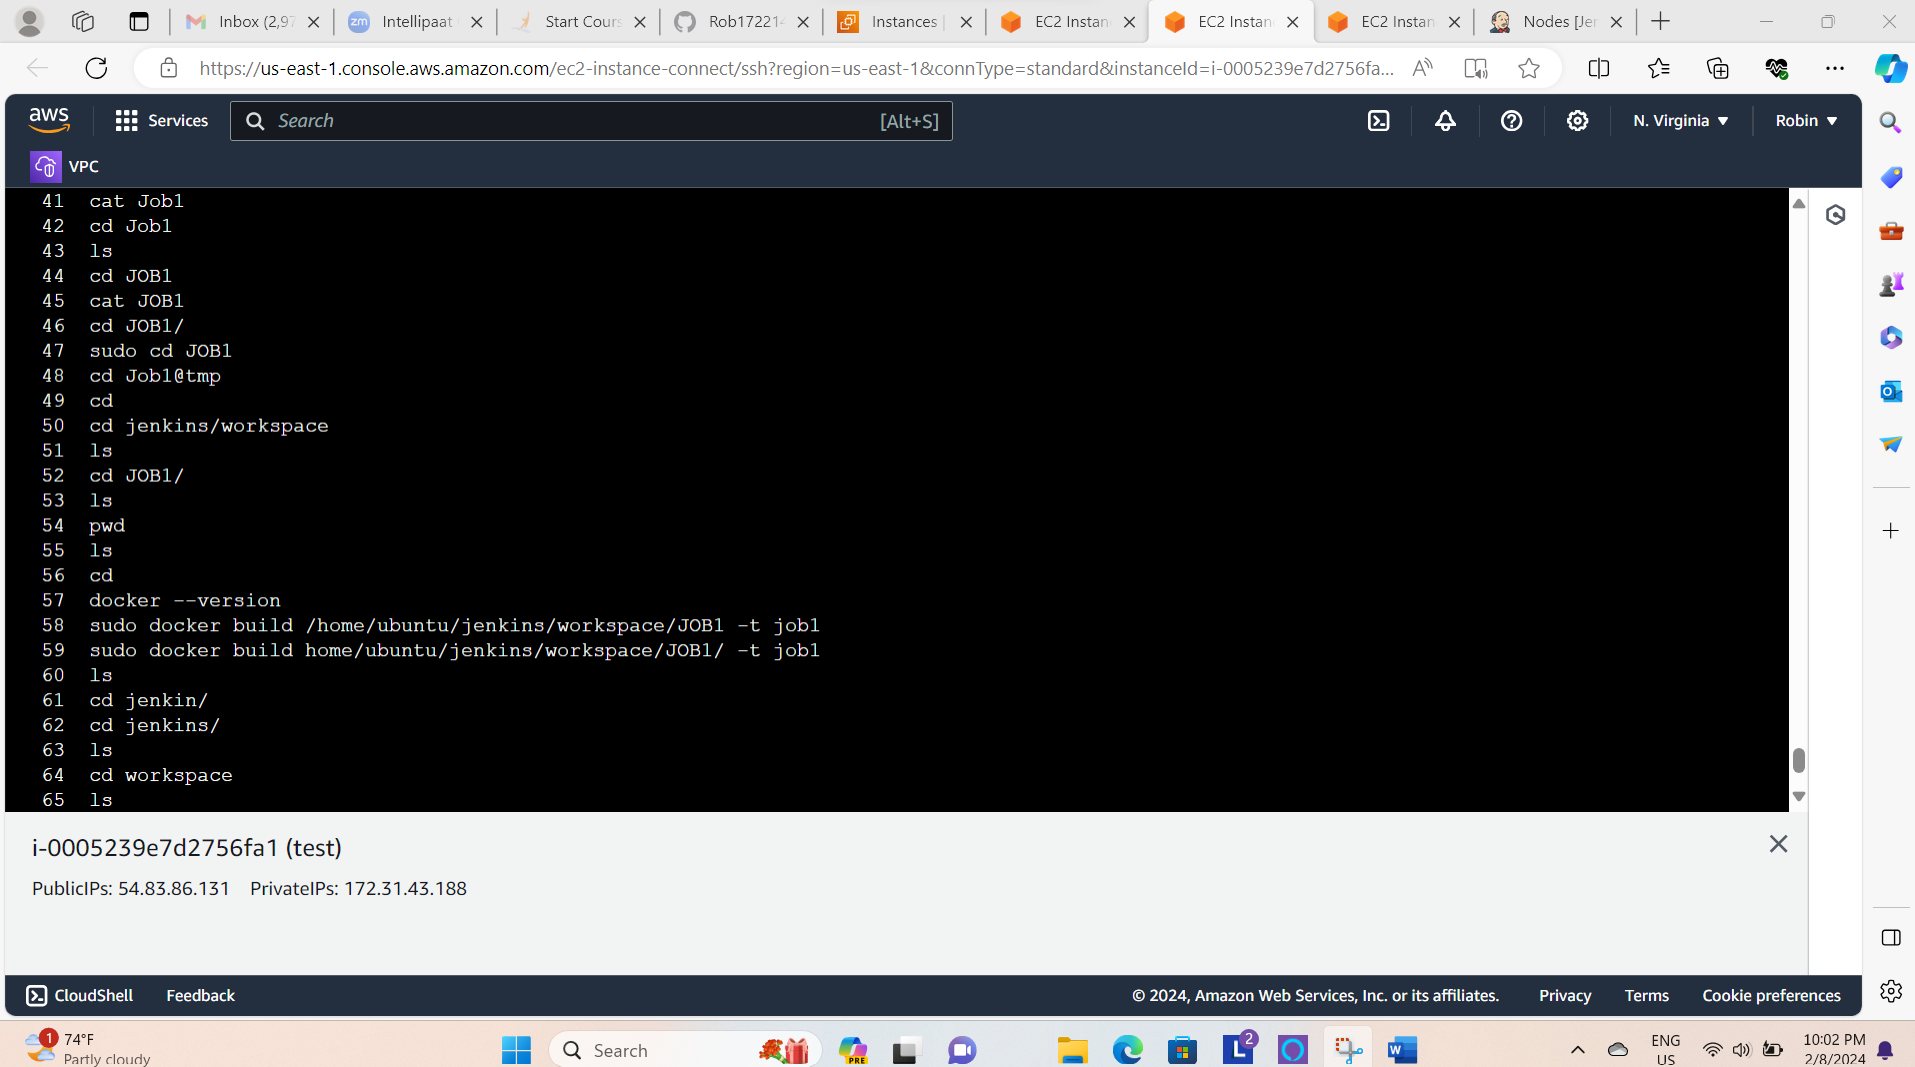 Inbox (2,97
zm Intellipaat
Start Cours
Rob17221
Instances |
EC2 Instan
EC2 Instan
EC2 Instan
Nodes [Jen
https://us-east-1.console.aws.amazon.com/ec2-instance-connect/ssh?region=us-east-1&connType=standard&instanceId=i-0005239e7d2756fa...
aws Services Search [Alt+S] N. Virginia Robin
VPC
41 cat Job1
42 cd Job1
43 ls
44 cd JOB1
45 cat JOB1
46 cd JOB1/
47 sudo cd JOB1
48 cd Job1@tmp
49 cd
50 cd jenkins/workspace
51 ls
52 cd JOB1/
53 ls
54 pwd
55 ls
56 cd
57 docker --version
58 sudo docker build /home/ubuntu/jenkins/workspace/JOB1 -t job1
59 sudo docker build home/ubuntu/jenkins/workspace/JOB1/ -t job1
60 ls
61 cd jenkin/
62 cd jenkins/
63 ls
64 cd workspace
65 ls
i-0005239e7d2756fa1 (test)
PublicIPs: 54.83.86.131 PrivateIPs: 172.31.43.188
CloudShell Feedback © 2024, Amazon Web Services, Inc. or its affiliates. Privacy Terms Cookie preferences
1 74°F
Partly cloudy
Search
PRE
2
ENG
US
10:02 PM
2/8/2024